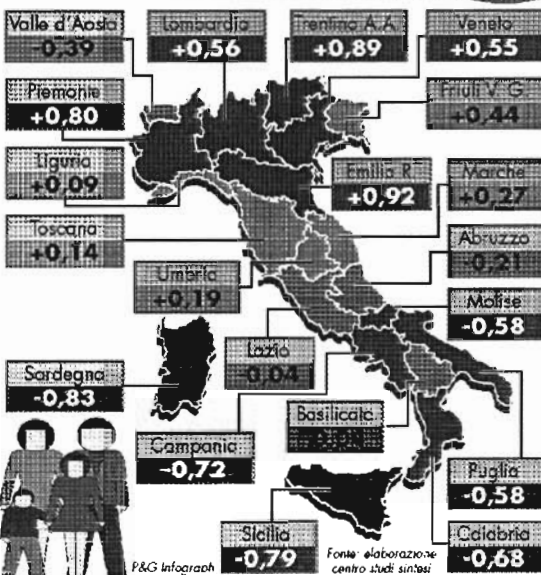 Valle d'Aosta
-0,39
Lombardia
+0,56
Trentino A.A.
+0,89
Veneto
+0,55
Piemonte
+0,80
Friuli V. G.
+0,44
Liguria
+0,09
Emilia R.
+0,92
Marche
+0,27
Toscana
+0,14
Abruzzo
-0,21
Umbria
+0,19
Molise
-0,58
Lazio
-0,04
Sardegna
-0,83
Basilicata
Campania
-0,72
Puglia
-0,58
Sicilia
-0,79
Calabria
-0,68
P&G Infograph
Fonte: elaborazione
centro studi sintesi